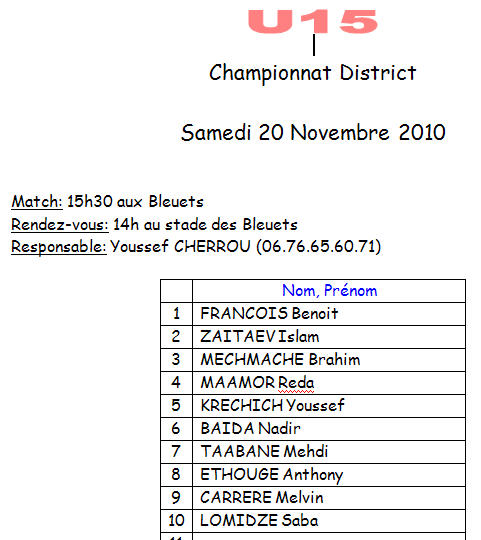 U15
Championnat District
Samedi 20 Novembre 2010
Match: 15h30 aux Bleuets
Rendez-vous: 14h au stade des Bleuets
Responsable: Youssef CHERROU (06.76.65.60.71)
Nom, Prénom
1 FRANCOIS Benoit
2 ZAITAEV Islam
3 MECHMACHE Brahim
4 MAAMOR Reda
5 KRECHICH Youssef
6 BAIDA Nadir
7 TAABANE Mehdi
8 ETHOUGE Anthony
9 CARRERE Melvin
10 LOMIDZE Saba
11